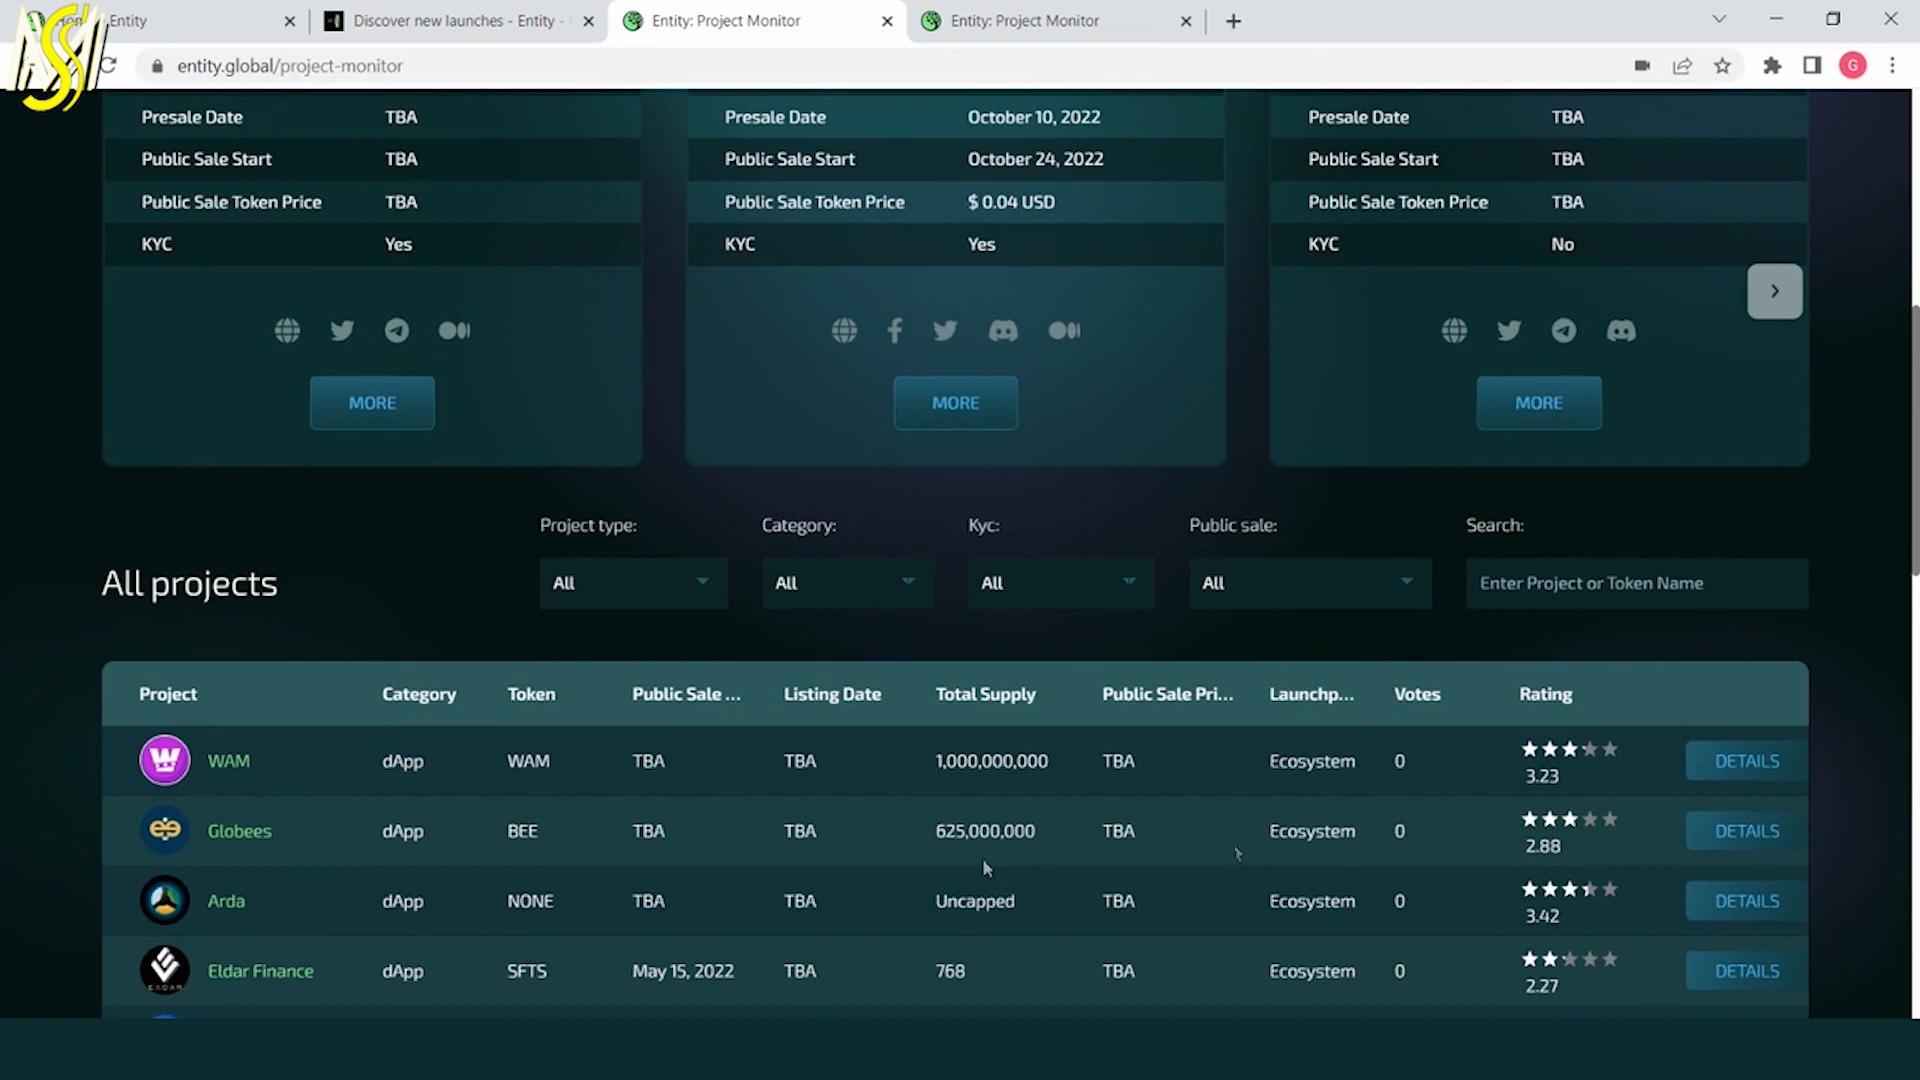 Entity
Discover new launches - Entity -
Entity: Project Monitor
Entity: Project Monitor
entity.global/project-monitor
G
Presale Date TBA
Public Sale Start TBA
Public Sale Token Price TBA
KYC Yes
MORE
Presale Date October 10, 2022
Public Sale Start October 24, 2022
Public Sale Token Price $ 0.04 USD
KYC Yes
MORE
Presale Date TBA
Public Sale Start TBA
Public Sale Token Price TBA
KYC No
MORE
All projects
Project type:
All
Category:
All
Kyc:
All
Public sale:
All
Search:
Enter Project or Token Name
Project Category Token Public Sale ... Listing Date Total Supply Public Sale Pri... Launchp... Votes Rating
WAM dApp WAM TBA TBA 1,000,000,000 TBA Ecosystem 0 3.23 DETAILS
Globees dApp BEE TBA TBA 625,000,000 TBA Ecosystem 0 2.88 DETAILS
Arda dApp NONE TBA TBA Uncapped TBA Ecosystem 0 3.42 DETAILS
Eldar Finance dApp SFTS May 15, 2022 TBA 768 TBA Ecosystem 0 2.27 DETAILS